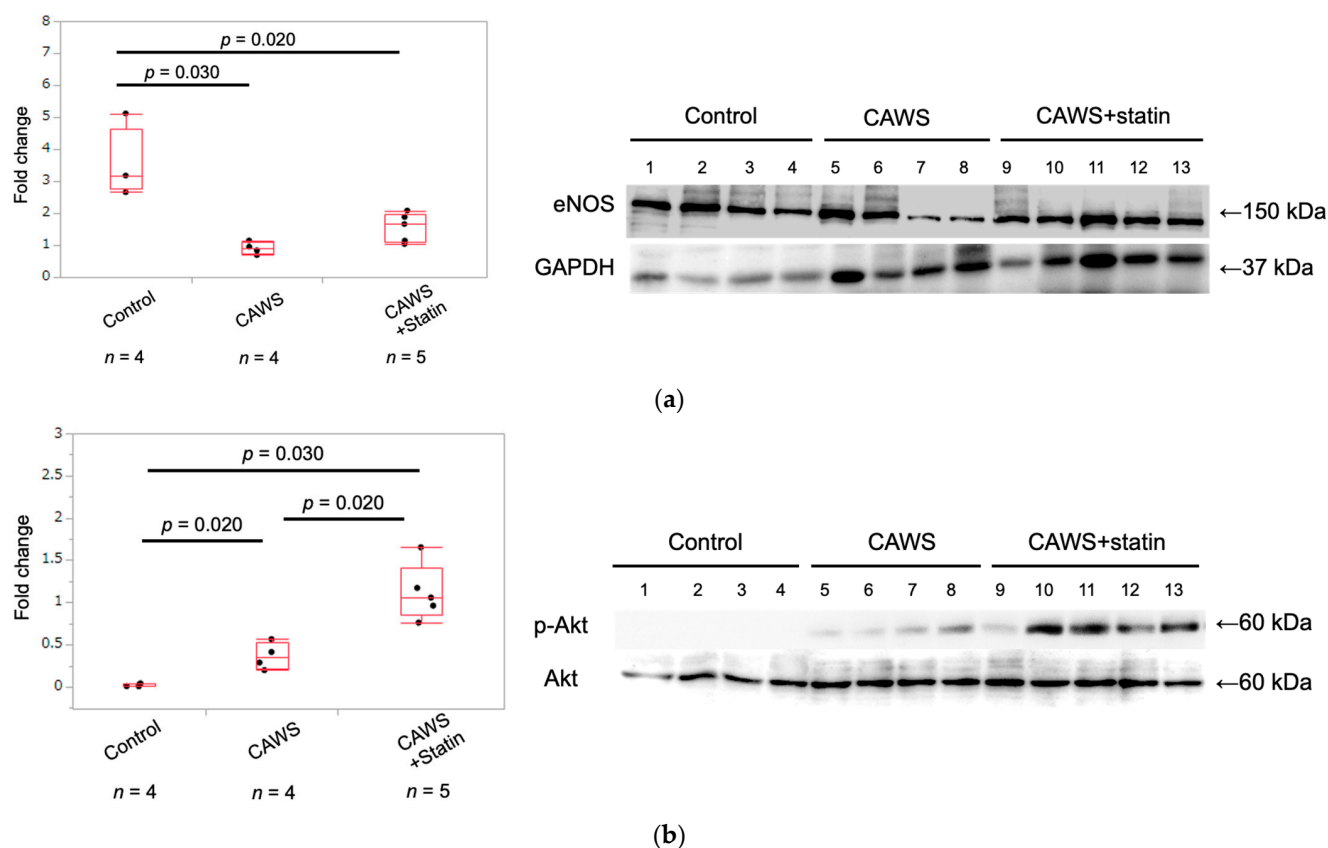 8
7
6
5
4
3
2
1
0
Fold change
p = 0.020
p = 0.030
Control
CAWS
CAWS
+Statin
n = 4
n = 4
n = 5
Control CAWS CAWS+statin
1 2 3 4 5 6 7 8 9 10 11 12 13
eNOS ←150 kDa
GAPDH ←37 kDa
(a)
3
2.5
2
1.5
1
0.5
0
Fold change
p = 0.030
p = 0.020
p = 0.020
Control
CAWS
CAWS
+Statin
n = 4
n = 4
n = 5
Control CAWS CAWS+statin
1 2 3 4 5 6 7 8 9 10 11 12 13
p-Akt ←60 kDa
Akt ←60 kDa
(b)